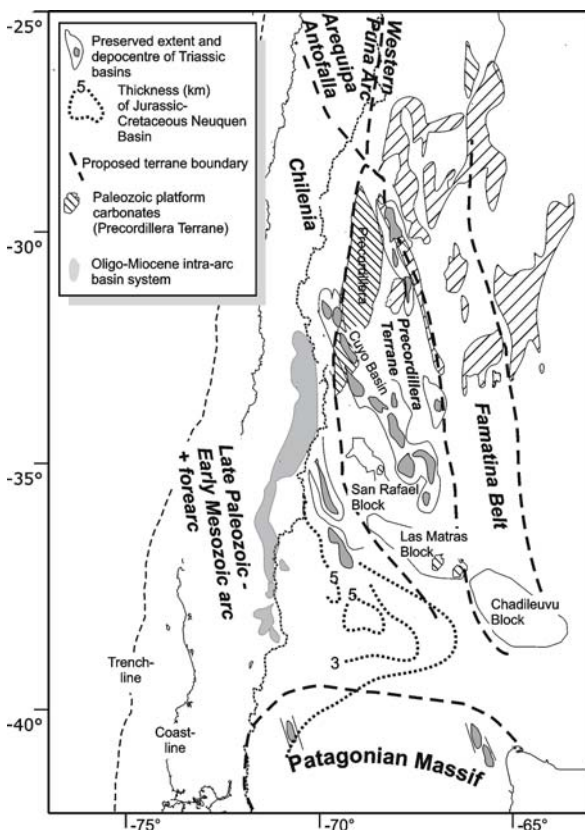 -25°
-30°
-35°
-40°
-75°
-70°
-65°
Preserved extent and
depocentre of Triassic
basins
5
Thickness (km)
of Jurassic-
Cretaceous Neuquen
Basin
Proposed terrane boundary
Paleozoic platform
carbonates
(Precordillera Terrane)
Oligo-Miocene intra-arc
basin system
Arequipa
Antofalla
Western
Puna Arc
Chilenia
Precordillera
Precordillera
Terrane
Cuyo Basin
Famatina Belt
Late Paleozoic -
Early Mesozoic arc
+ forearc
San Rafael
Block
Las Matras
Block
Chadileuvu
Block
5
5
3
Trench-
line
Coast-
line
Patagonian Massif